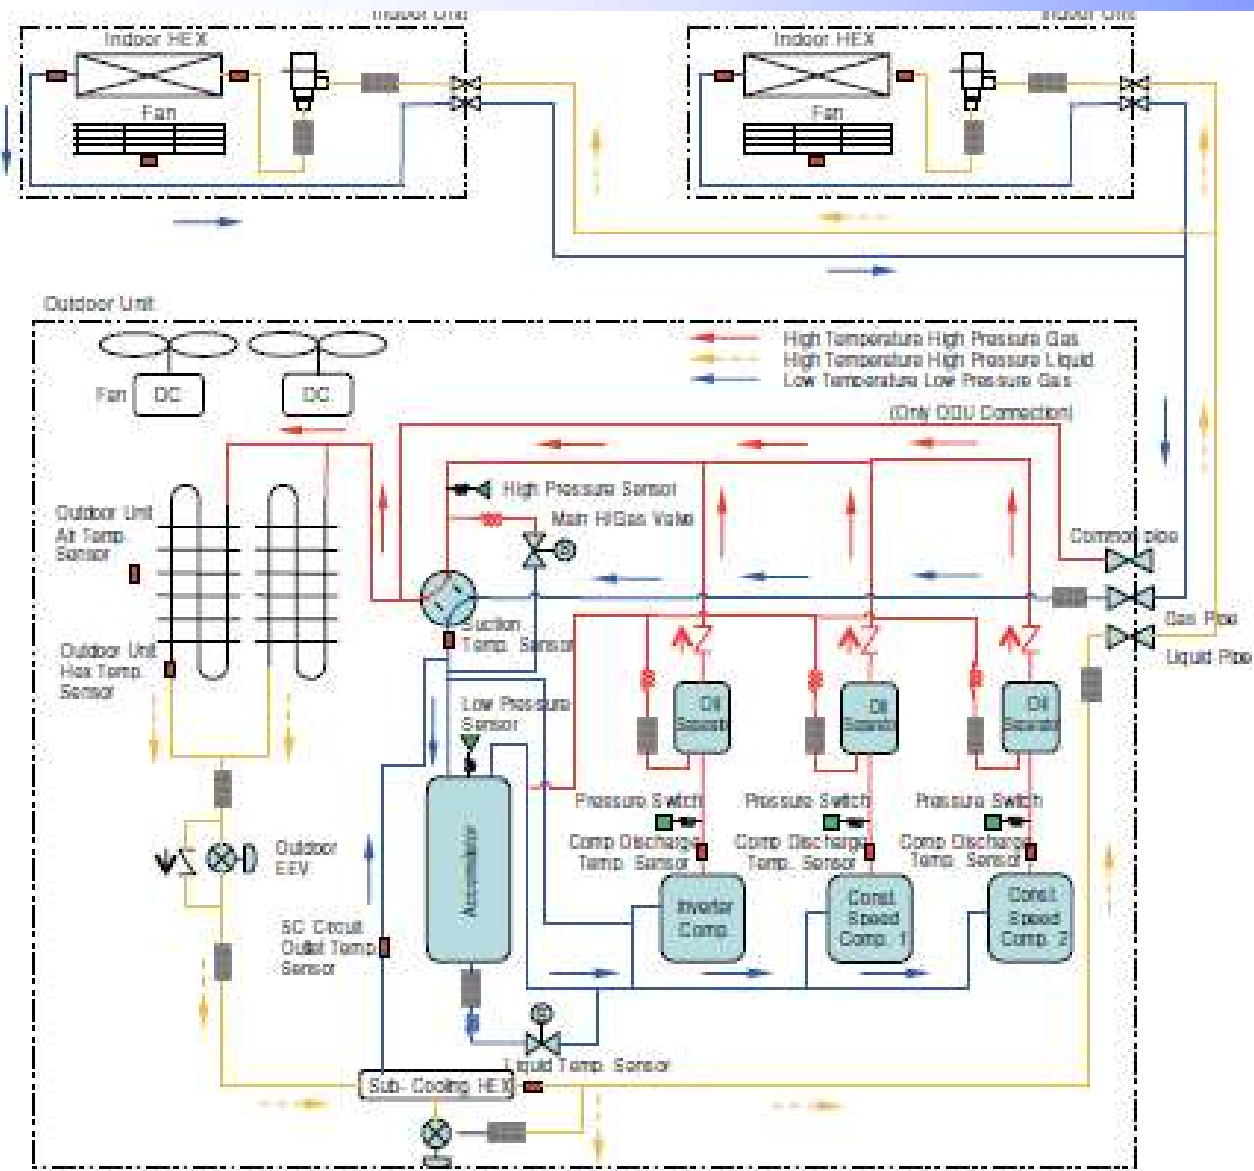 Indoor Unit
Indoor Unit
Indoor HEX
Indoor HEX
Fan
Fan
Outdoor Unit
High Temperature High Pressure Gas
High Temperature High Pressure Liquid
Low Temperature Low Pressure Gas
Fan
DC
DC
(Only ODU Connection)
High Pressure Sensor
Main H/Gas Valve
Outdoor Unit
Air Temp.
Sensor
Common pipe
Gas Pipe
Liquid Pipe
Suction
Temp. Sensor
Outdoor Unit
Hex Temp.
Sensor
Low Pressure
Sensor
Oil
Separator
Oil
Separator
Oil
Separator
Pressure Switch
Pressure Switch
Pressure Switch
Comp Discharge
Temp. Sensor
Comp Discharge
Temp. Sensor
Comp Discharge
Temp. Sensor
Outdoor
EEV
Accumulator
Inverter
Comp.
Const.
Speed
Comp. 1
Const.
Speed
Comp. 2
SC Circuit
Outlet Temp.
Sensor
Liquid Temp. Sensor
Sub- Cooling HEX